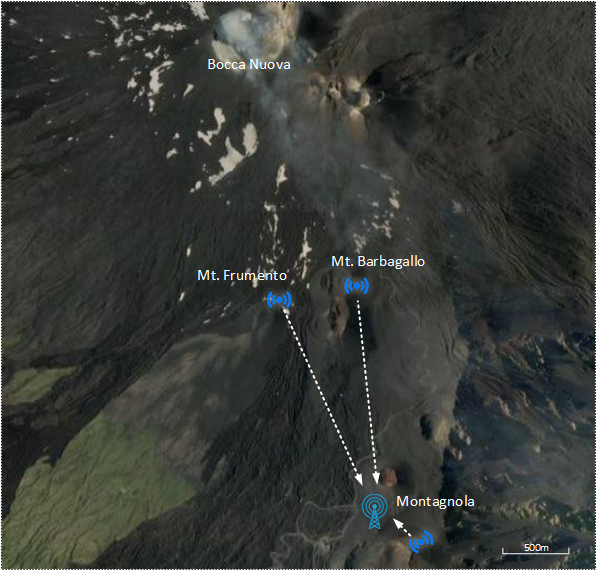 Bocca Nuova
Mt. Barbagallo
Mt. Frumento
Montagnola
500m